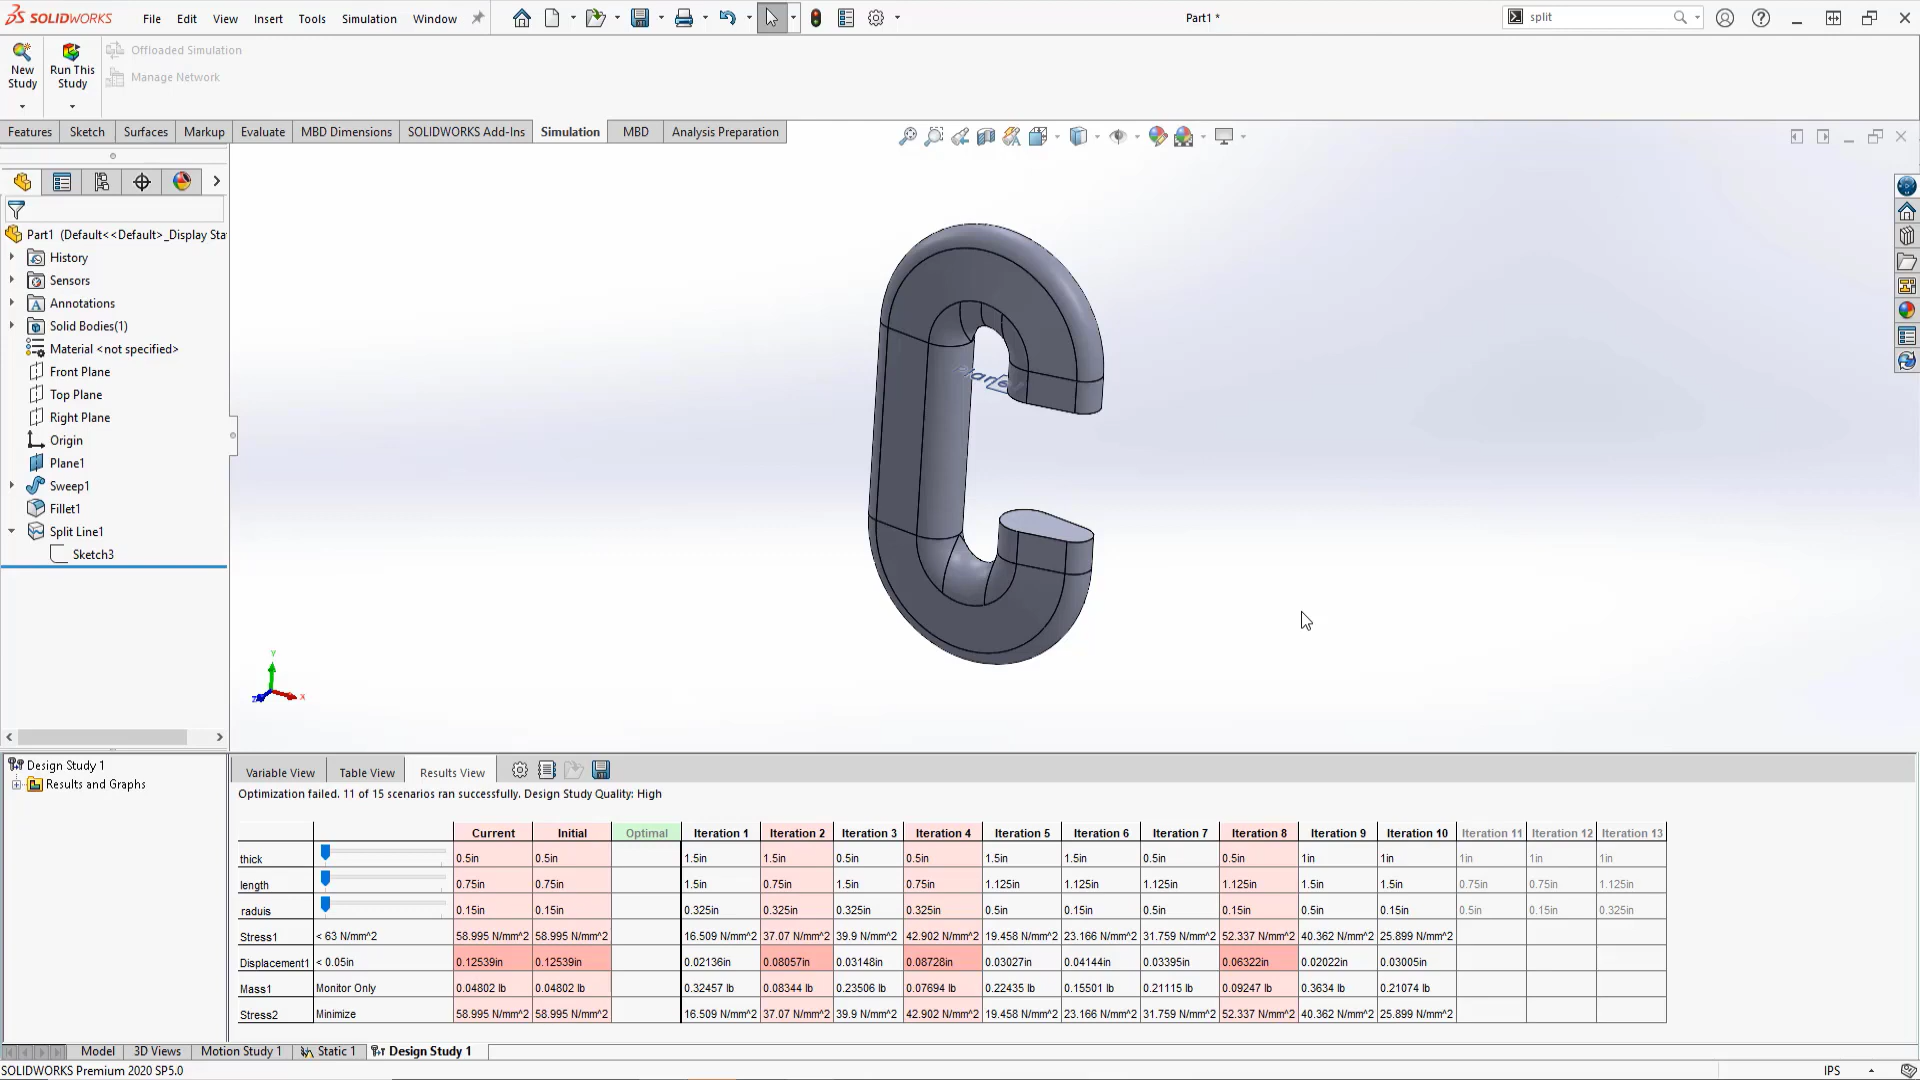 SOLIDWORKS File Edit View Insert Tools Simulation Window Part1 * split
New Study
Run This Study
Offloaded Simulation
Manage Network
Features Sketch Surfaces Markup Evaluate MBD Dimensions SOLIDWORKS Add-Ins Simulation MBD Analysis Preparation
Part1 (Default<<Default>_Display Sta
History
Sensors
Annotations
Solid Bodies(1)
Material <not specified>
Front Plane
Top Plane
Right Plane
Origin
Plane1
Sweep1
Fillet1
Split Line1
Sketch3
Y
X
Z
Design Study 1
Results and Graphs
Variable View Table View Results View
Optimization failed. 11 of 15 scenarios ran successfully. Design Study Quality: High
Current Initial Optimal Iteration 1 Iteration 2 Iteration 3 Iteration 4 Iteration 5 Iteration 6 Iteration 7 Iteration 8 Iteration 9 Iteration 10 Iteration 11 Iteration 12 Iteration 13
thick 0.5in 0.5in 1.5in 1.5in 0.5in 0.5in 1.5in 1.5in 0.5in 0.5in 1in 1in 1in 1in 1in
length 0.75in 0.75in 1.5in 0.75in 1.5in 0.75in 1.125in 1.125in 1.125in 1.125in 1.5in 1.5in 0.75in 0.75in 1.125in
raduis 0.15in 0.15in 0.325in 0.325in 0.325in 0.325in 0.5in 0.15in 0.5in 0.15in 0.5in 0.15in 0.5in 0.15in 0.325in
Stress1 < 63 N/mm^2 58.995 N/mm^2 58.995 N/mm^2 16.509 N/mm^2 37.07 N/mm^2 39.9 N/mm^2 42.902 N/mm^2 19.458 N/mm^2 23.166 N/mm^2 31.759 N/mm^2 52.337 N/mm^2 40.362 N/mm^2 25.899 N/mm^2
Displacement1 < 0.05in 0.12539in 0.12539in 0.02136in 0.08057in 0.03148in 0.08728in 0.03027in 0.04144in 0.03395in 0.06322in 0.02022in 0.03005in
Mass1 Monitor Only 0.04802 lb 0.04802 lb 0.32457 lb 0.08344 lb 0.23506 lb 0.07694 lb 0.22435 lb 0.15501 lb 0.21115 lb 0.09247 lb 0.3634 lb 0.21074 lb
Stress2 Minimize 58.995 N/mm^2 58.995 N/mm^2 16.509 N/mm^2 37.07 N/mm^2 39.9 N/mm^2 42.902 N/mm^2 19.458 N/mm^2 23.166 N/mm^2 31.759 N/mm^2 52.337 N/mm^2 40.362 N/mm^2 25.899 N/mm^2
Model 3D Views Motion Study 1 Static 1 Design Study 1
SOLIDWORKS Premium 2020 SP5.0 IPS